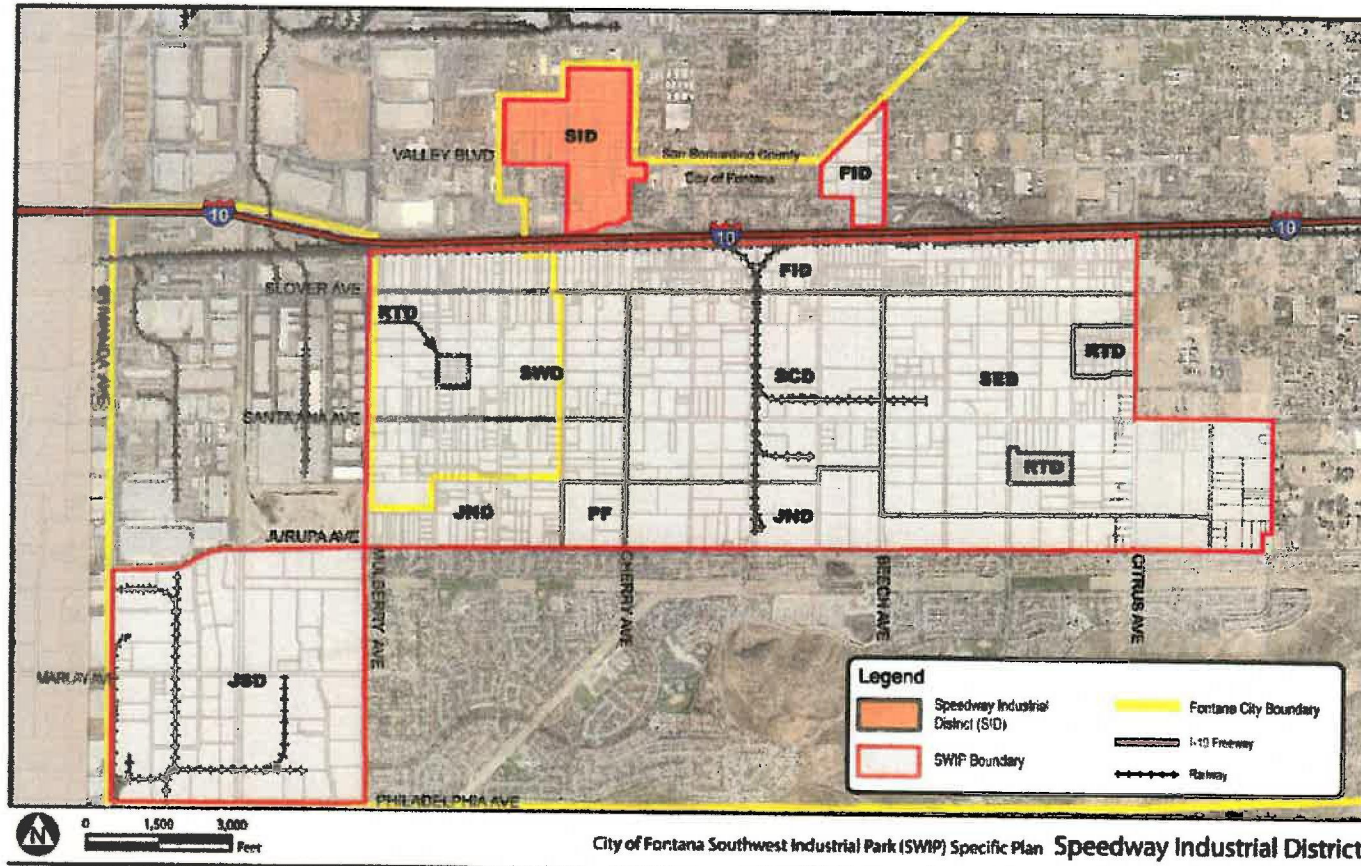 SID
VALLEY BLVD
San Bernardino County
City of Fontana
FID
10
10
10
FID
SLOVER AVE
RTD
ETIWANDA AVE
SWD
SCD
SED
RTD
SANTA ANA AVE
RTD
JND
PF
JND
JURUPA AVE
MULBERRY AVE
CHERRY AVE
BEECH AVE
CITRUS AVE
MARLAY AVE
JSD
PHILADELPHIA AVE
Legend
Speedway Industrial
District (SID)
SWIP Boundary
Fontana City Boundary
I-10 Freeway
Railway
N
0 1,500 3,000
Feet
City of Fontana Southwest Industrial Park (SWIP) Specific Plan Speedway Industrial District